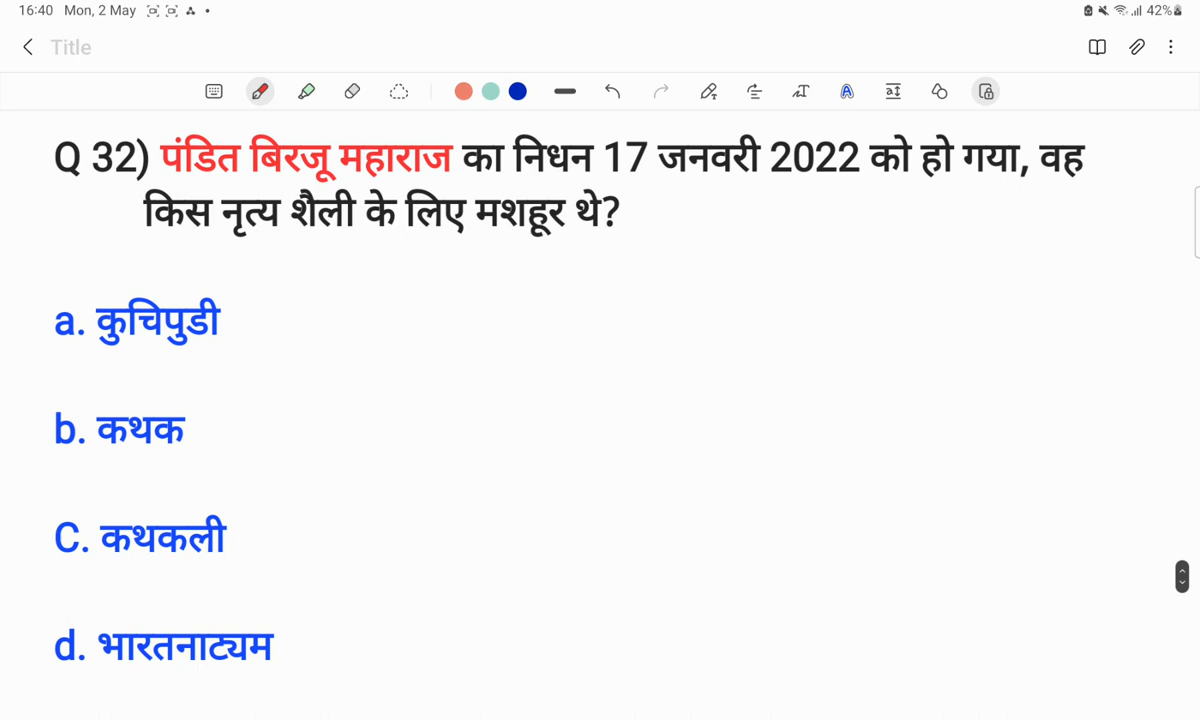 16:40 Mon, 2 May
42%
Title
Q 32) पंडित बिरजू महाराज का निधन 17 जनवरी 2022 को हो गया, वह
किस नृत्य शैली के लिए मशहूर थे?
a. कुचिपुडी
b. कथक
C. कथकली
d. भारतनाट्यम